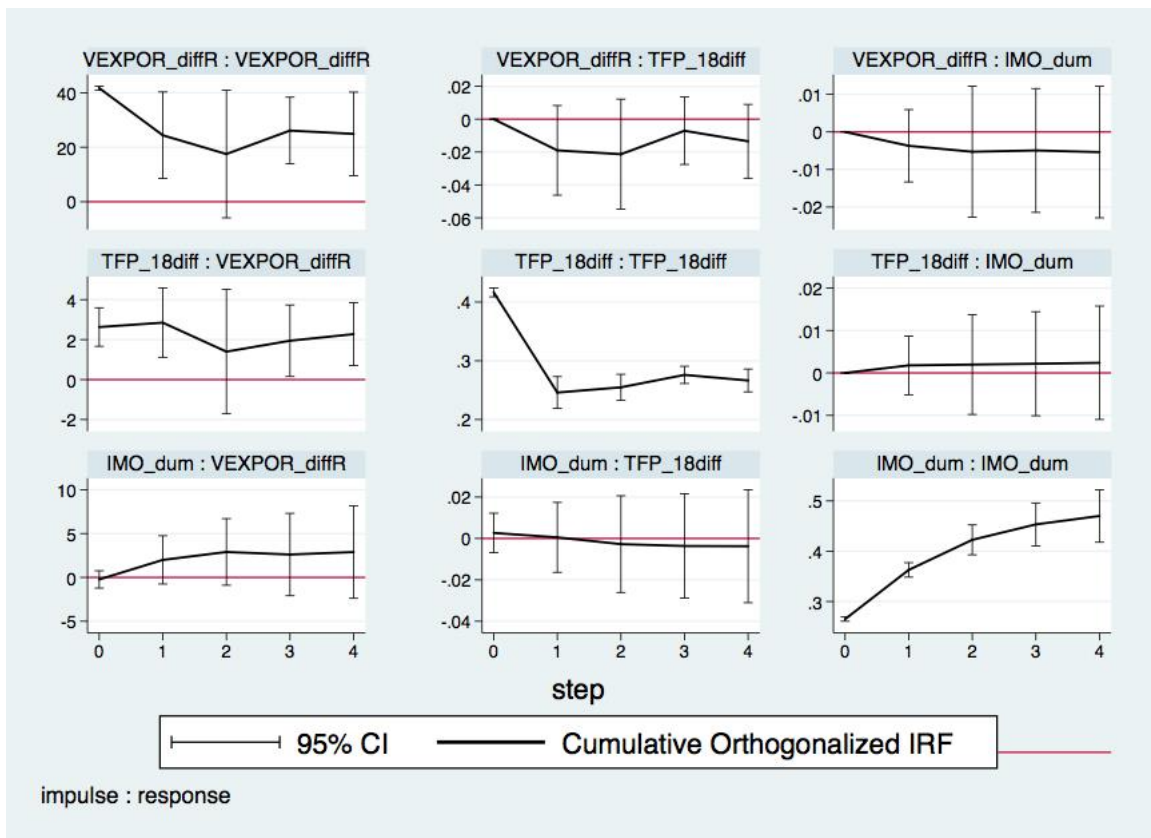 VEXPOR_diffR : VEXPOR_diffR
40
20
0
VEXPOR_diffR : TFP_18diff
.02
0
-.02
-.04
-.06
VEXPOR_diffR : IMO_dum
.01
0
-.01
-.02
TFP_18diff : VEXPOR_diffR
4
2
0
-2
TFP_18diff : TFP_18diff
.4
.3
.2
TFP_18diff : IMO_dum
.02
.01
0
-.01
IMO_dum : VEXPOR_diffR
10
5
0
-5
0 1 2 3 4
IMO_dum : TFP_18diff
.02
0
-.02
-.04
0 1 2 3 4
IMO_dum : IMO_dum
.5
.4
.3
0 1 2 3 4
step
95% CI Cumulative Orthogonalized IRF
impulse : response